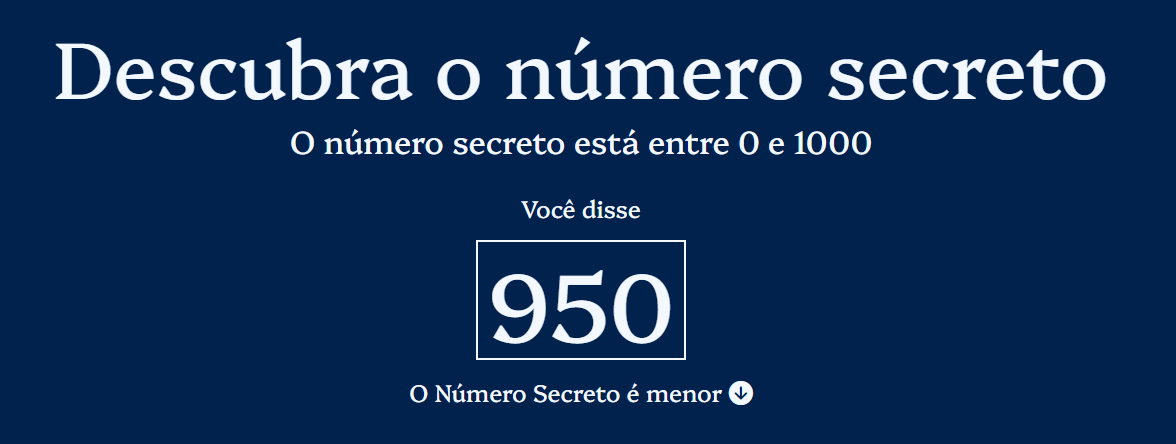 Descubra o número secreto
O número secreto está entre 0 e 1000
Você disse
950
O Número Secreto é menor